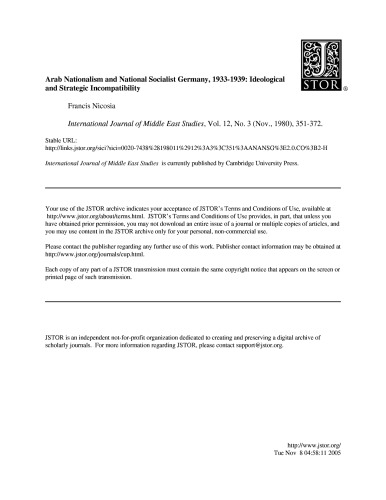 J
STOR
®
Arab Nationalism and National Socialist Germany, 1933-1939: Ideological
and Strategic Incompatibility
Francis Nicosia
International Journal of Middle East Studies, Vol. 12, No. 3 (Nov., 1980), 351-372.
Stable URL:
http://links.jstor.org/sici?sici=0020-7438%28198011%2912%3A3%3C351%3AANANSG%3E2.0.CO%3B2-H
International Journal of Middle East Studies is currently published by Cambridge University Press.
Your use of the JSTOR archive indicates your acceptance of JSTOR's Terms and Conditions of Use, available at
http://www.jstor.org/about/terms.html. JSTOR's Terms and Conditions of Use provides, in part, that unless you
have obtained prior permission, you may not download an entire issue of a journal or multiple copies of articles, and
you may use content in the JSTOR archive only for your personal, non-commercial use.
Please contact the publisher regarding any further use of this work. Publisher contact information may be obtained at
http://www.jstor.org/journals/cup.html.
Each copy of any part of a JSTOR transmission must contain the same copyright notice that appears on the screen or
printed page of such transmission.
JSTOR is an independent not-for-profit organization dedicated to creating and preserving a digital archive of
scholarly journals. For more information regarding JSTOR, please contact support@jstor.org.
http://www.jstor.org/
Tue Nov 8 04:58:11 2005